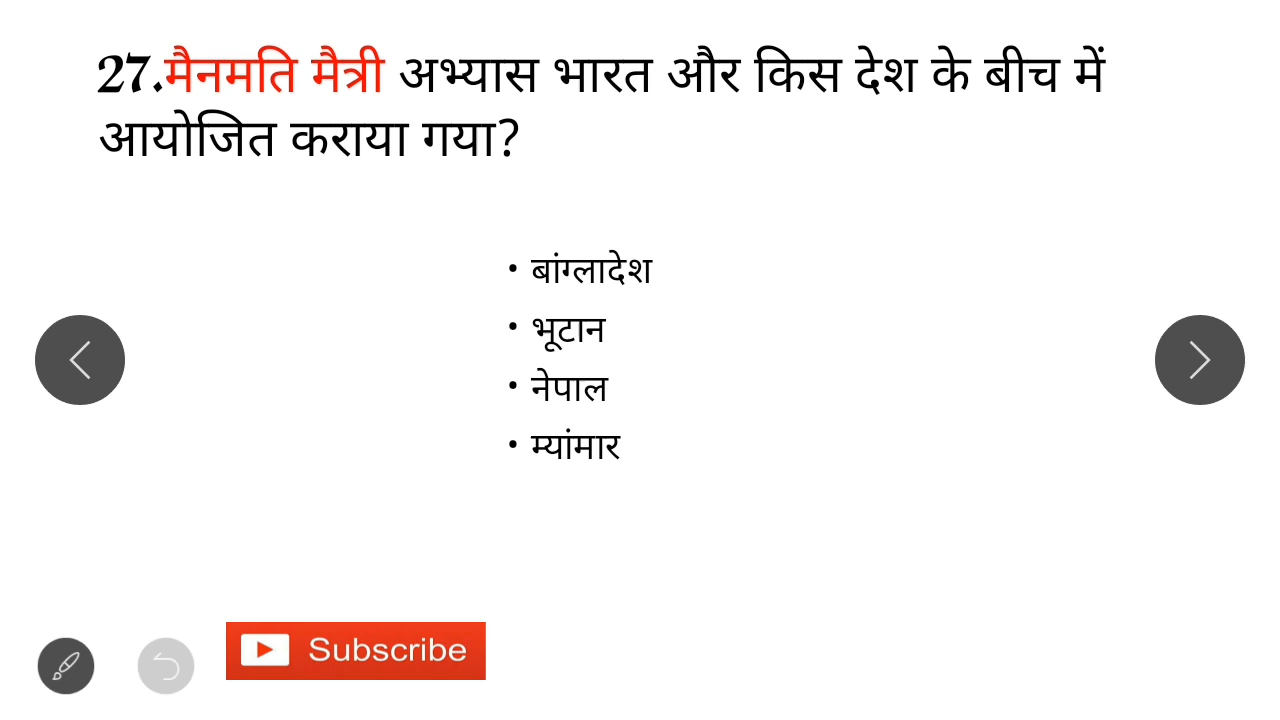 27.मैनमति मैत्री अभ्यास भारत और किस देश के बीच में
आयोजित कराया गया?
• बांग्लादेश
• भूटान
• नेपाल
• म्यांमार
Subscribe